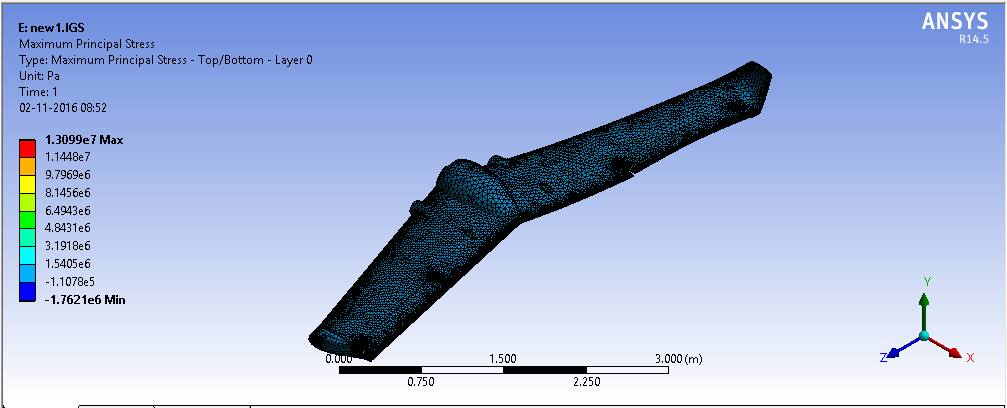 E: new1.IGS
Maximum Principal Stress
Type: Maximum Principal Stress - Top/Bottom - Layer 0
Unit: Pa
Time: 1
02-11-2016 08:52
ANSYS
R14.5
1.3099e7 Max
1.1448e7
9.7969e6
8.1456e6
6.4943e6
4.8431e6
3.1918e6
1.5405e6
-1.1078e5
-1.7621e6 Min
0.000 1.500 3.000 (m)
0.750 2.250
Y
Z
X